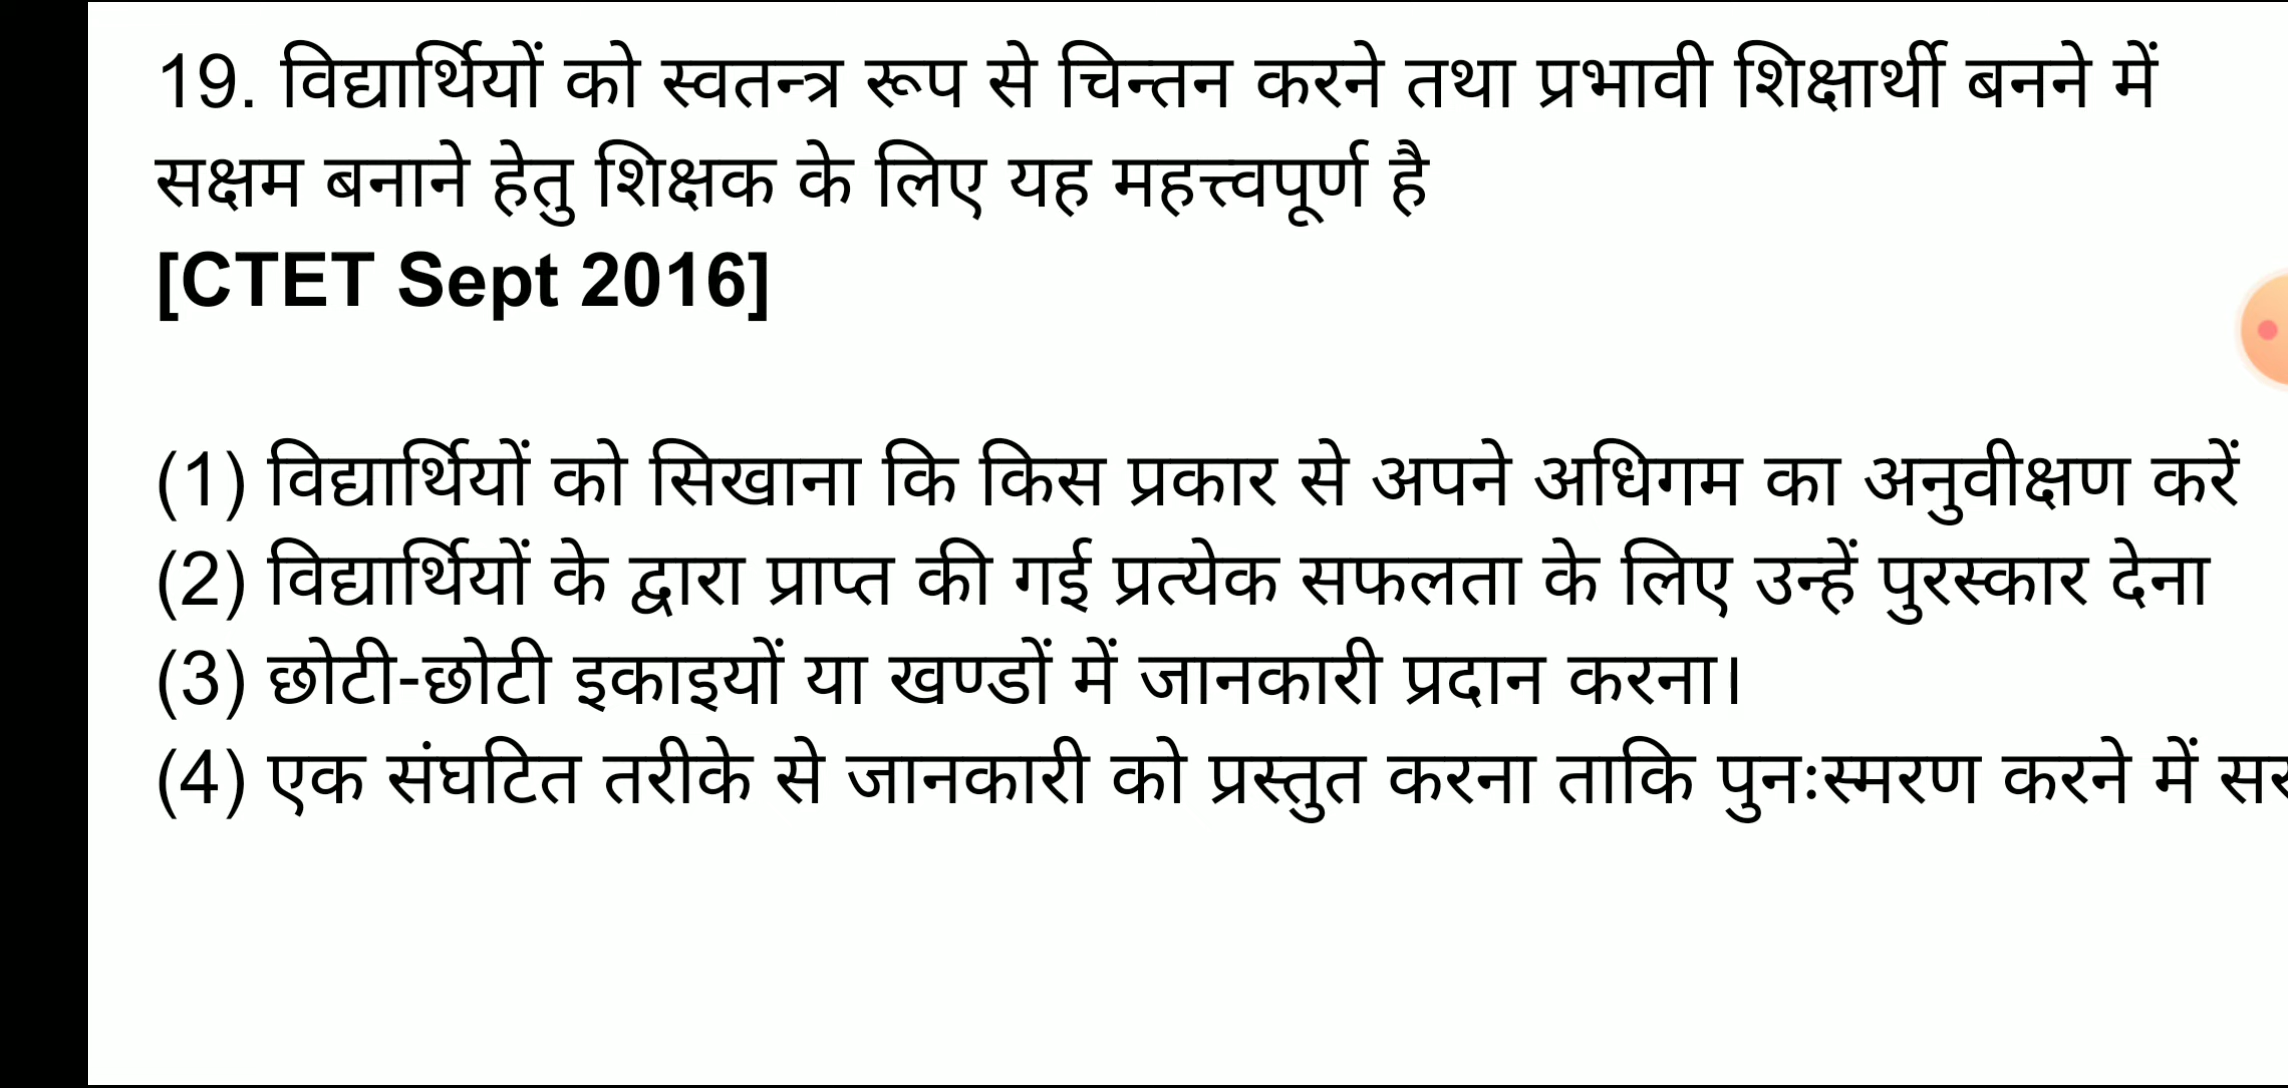 19. विद्यार्थियों को स्वतन्त्र रूप से चिन्तन करने तथा प्रभावी शिक्षार्थी बनने में
सक्षम बनाने हेतु शिक्षक के लिए यह महत्त्वपूर्ण है
[CTET Sept 2016]
(1) विद्यार्थियों को सिखाना कि किस प्रकार से अपने अधिगम का अनुवीक्षण करें
(2) विद्यार्थियों के द्वारा प्राप्त की गई प्रत्येक सफलता के लिए उन्हें पुरस्कार देना
(3) छोटी-छोटी इकाइयों या खण्डों में जानकारी प्रदान करना।
(4) एक संघटित तरीके से जानकारी को प्रस्तुत करना ताकि पुनःस्मरण करने में